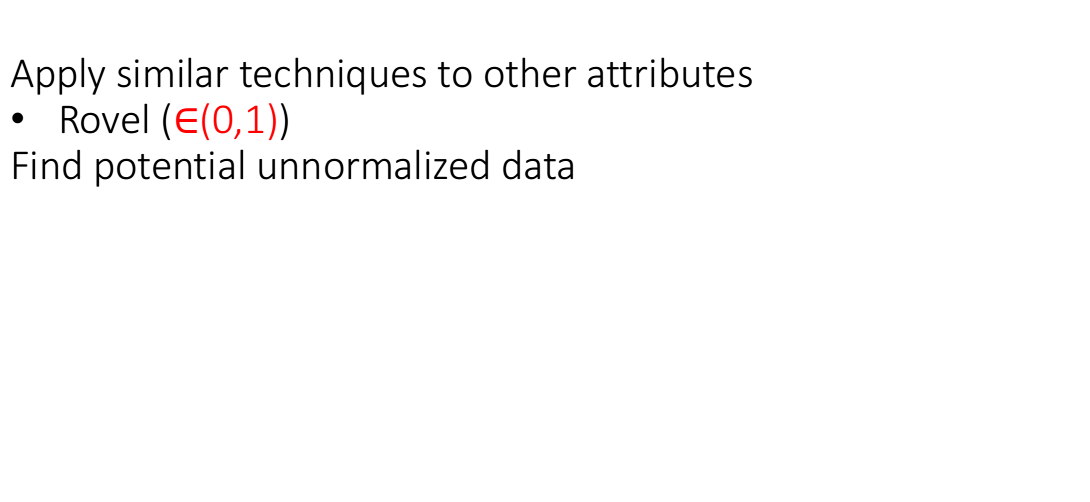 Apply similar techniques to other attributes
• Rovel (∈(0,1))
Find potential unnormalized data